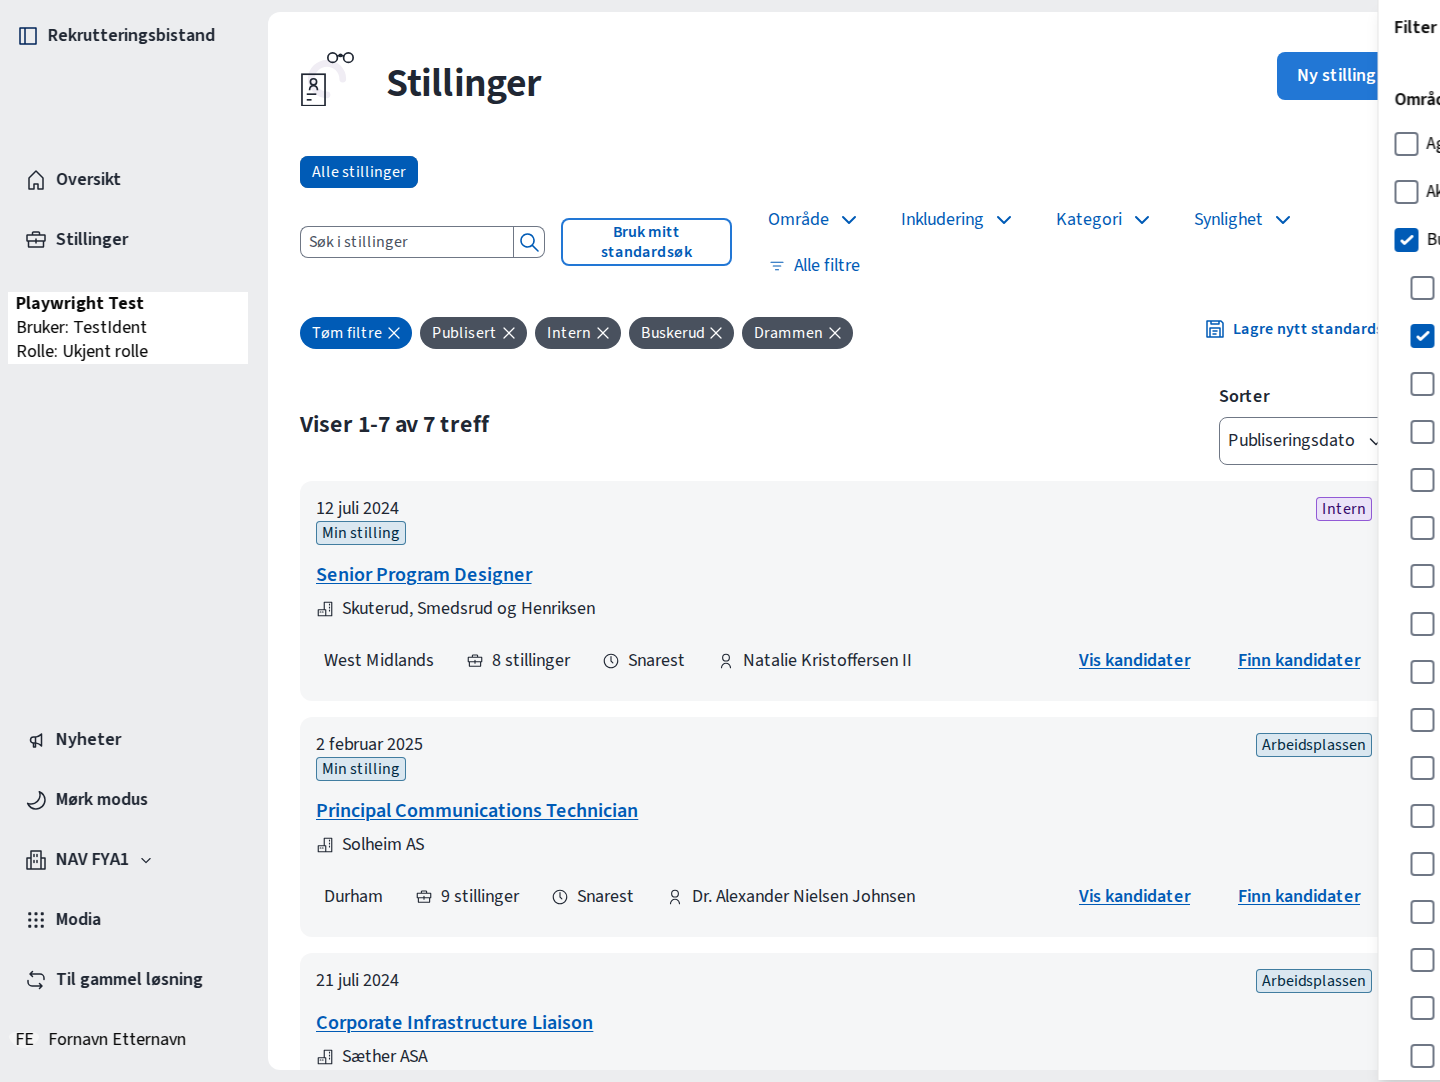 Rekrutteringsbistand
Oversikt
Stillinger
Playwright Test
Bruker: TestIdent
Rolle: Ukjent rolle
Nyheter
Mørk modus
NAV FYA1
Modia
Til gammel løsning
FE Fornavn Etternavn
Stillinger
Ny stilling
Alle stillinger
Søk i stillinger
Bruk mitt
standardsøk
Område
Inkludering
Kategori
Synlighet
Alle filtre
Tøm filtre
Publisert
Intern
Buskerud
Drammen
Lagre nytt standards
Viser 1-7 av 7 treff
Sorter
Publiseringsdato
12 juli 2024
Intern
Min stilling
Senior Program Designer
Skuterud, Smedsrud og Henriksen
West Midlands 8 stillinger Snarest Natalie Kristoffersen II Vis kandidater Finn kandidater
2 februar 2025
Arbeidsplassen
Min stilling
Principal Communications Technician
Solheim AS
Durham 9 stillinger Snarest Dr. Alexander Nielsen Johnsen Vis kandidater Finn kandidater
21 juli 2024
Arbeidsplassen
Corporate Infrastructure Liaison
Sæther ASA
Filter
Områd
Ag
Ak
Bu